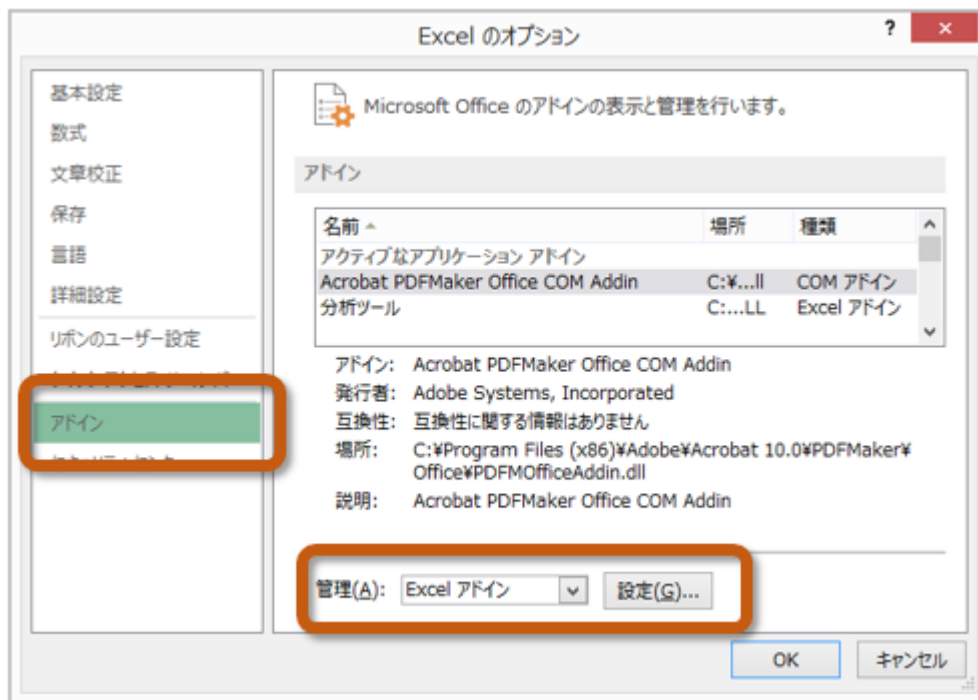 Excel のオプション
?
×
基本設定
数式
文章校正
保存
言語
詳細設定
リボンのユーザー設定
アドイン
Microsoft Office のアドインの表示と管理を行います。
アドイン
名前 場所 種類
アクティブなアプリケーション アドイン
Acrobat PDFMaker Office COM Addin C:¥...ll COM アドイン
分析ツール C:...LL Excel アドイン
アドイン: Acrobat PDFMaker Office COM Addin
発行者: Adobe Systems, Incorporated
互換性: 互換性に関する情報はありません
場所: C:¥Program Files (x86)¥Adobe¥Acrobat 10.0¥PDFMaker¥
Office¥PDFMOfficeAddin.dll
説明: Acrobat PDFMaker Office COM Addin
管理(A): Excel アドイン 設定(G)...
OK キャンセル